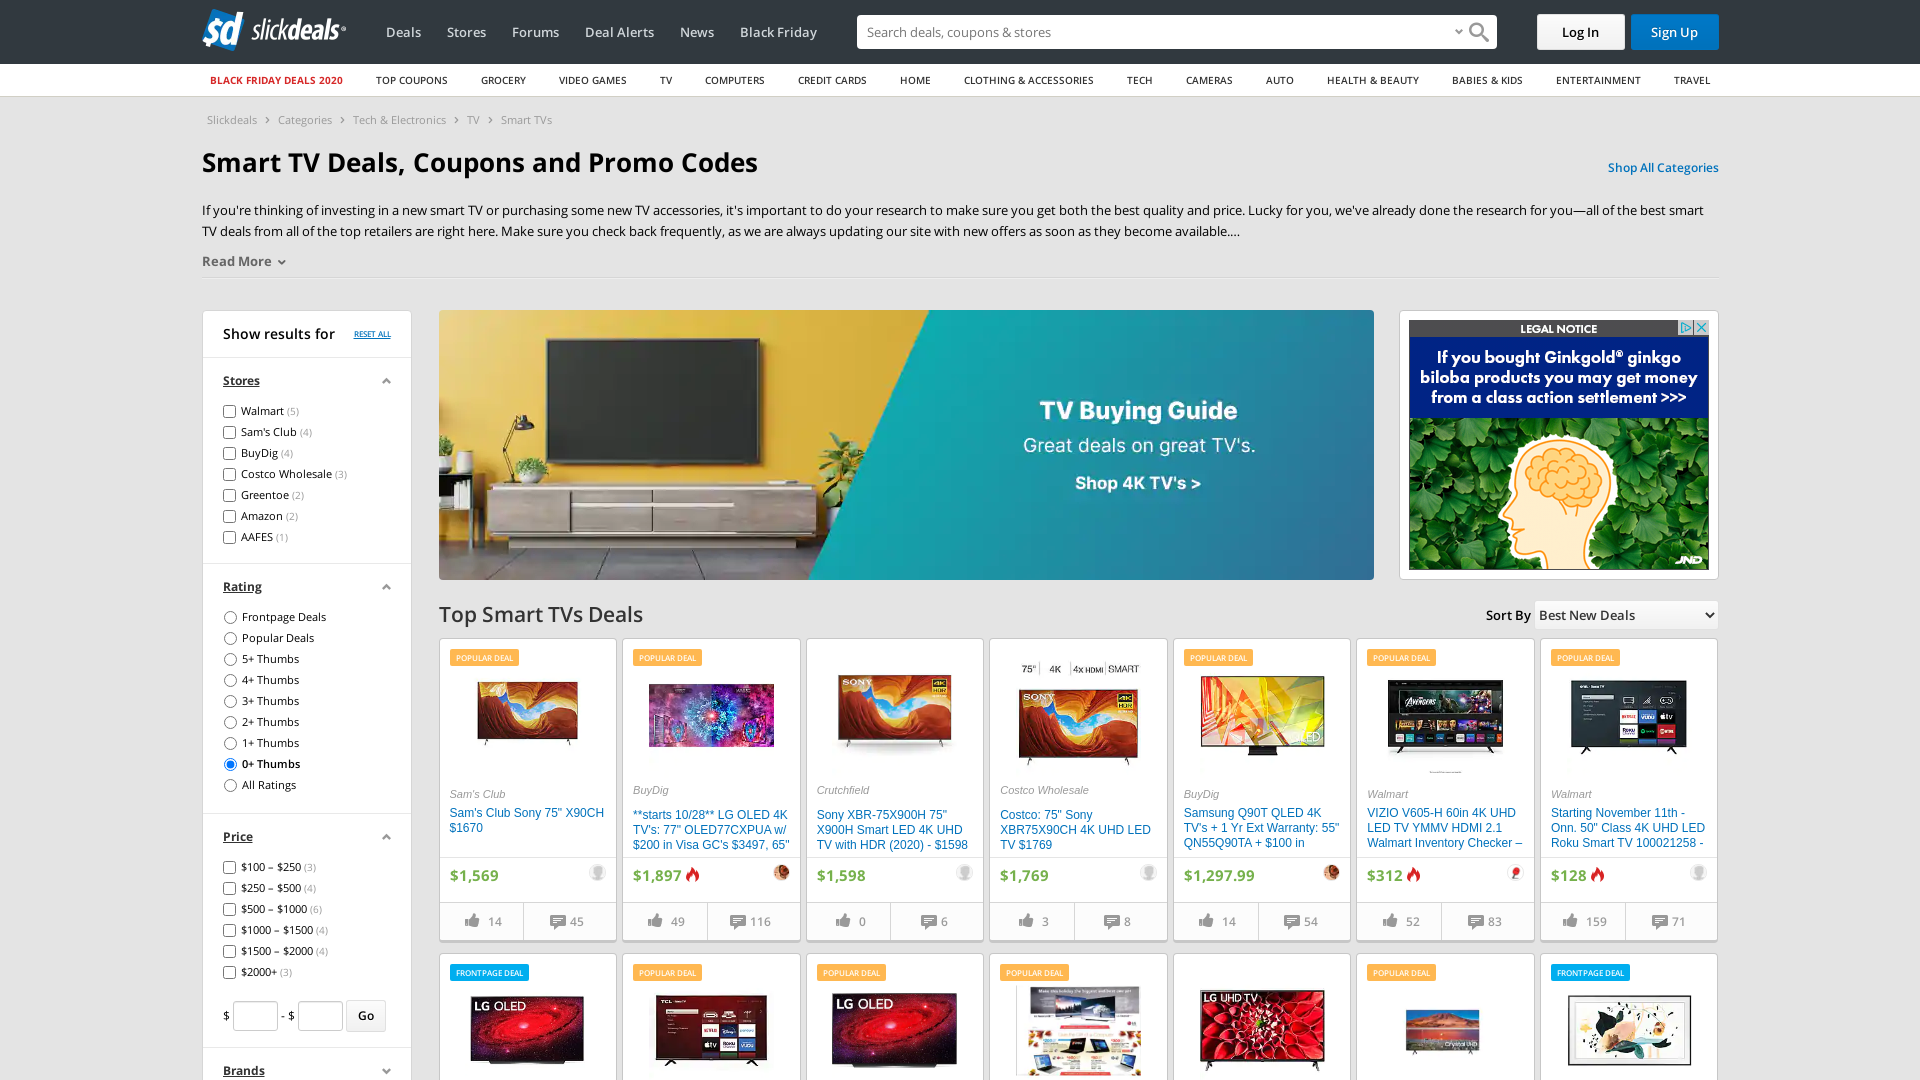 sd slickdeals
Deals
Stores
Forums
Deal Alerts
News
Black Friday
Search deals, coupons & stores
Log In
Sign Up
BLACK FRIDAY DEALS 2020
TOP COUPONS
GROCERY
VIDEO GAMES
TV
COMPUTERS
CREDIT CARDS
HOME
CLOTHING & ACCESSORIES
TECH
CAMERAS
AUTO
HEALTH & BEAUTY
BABIES & KIDS
ENTERTAINMENT
TRAVEL
Slickdeals > Categories > Tech & Electronics > TV > Smart TVs
Smart TV Deals, Coupons and Promo Codes
Shop All Categories
If you're thinking of investing in a new smart TV or purchasing some new TV accessories, it's important to do your research to make sure you get both the best quality and price. Lucky for you, we've already done the research for you—all of the best smart
TV deals from all of the top retailers are right here. Make sure you check back frequently, as we are always updating our site with new offers as soon as they become available.…
Read More
Show results for
RESET ALL
Stores
Walmart (5)
Sam's Club (4)
BuyDig (4)
Costco Wholesale (3)
Greentoe (2)
Amazon (2)
AAFES (1)
Rating
Frontpage Deals
Popular Deals
5+ Thumbs
4+ Thumbs
3+ Thumbs
2+ Thumbs
1+ Thumbs
0+ Thumbs
All Ratings
Price
$100 – $250 (3)
$250 – $500 (4)
$500 – $1000 (6)
$1000 – $1500 (4)
$1500 – $2000 (4)
$2000+ (3)
$ - $ Go
Brands
TV Buying Guide
Great deals on great TV's.
Shop 4K TV's >
LEGAL NOTICE
If you bought Ginkgold® ginkgo
biloba products you may get money
from a class action settlement >>>
JND
Top Smart TVs Deals
Sort By Best New Deals
POPULAR DEAL
Sam's Club
Sam's Club Sony 75" X90CH
$1670
$1,569
14
45
POPULAR DEAL
BuyDig
**starts 10/28** LG OLED 4K
TV's: 77" OLED77CXPUA w/
$200 in Visa GC's $3497, 65"
$1,897
49
116
SONY
4K
HDR
Crutchfield
Sony XBR-75X900H 75"
X900H Smart LED 4K UHD
TV with HDR (2020) - $1598
$1,598
0
6
75" 4K 4x HDMI SMART
SONY
4K
HDR
Costco Wholesale
Costco: 75" Sony
XBR75X90CH 4K UHD LED
TV $1769
$1,769
3
8
POPULAR DEAL
BuyDig
Samsung Q90T QLED 4K
TV's + 1 Yr Ext Warranty: 55"
QN55Q90TA + $100 in
$1,297.99
14
54
POPULAR DEAL
AVENGERS
Walmart
VIZIO V605-H 60in 4K UHD
LED TV YMMV HDMI 2.1
Walmart Inventory Checker –
$312
52
83
POPULAR DEAL
Walmart
Starting November 11th -
Onn. 50" Class 4K UHD LED
Roku Smart TV 100021258 -
$128
159
71
FRONTPAGE DEAL
LG OLED
POPULAR DEAL
TCL
POPULAR DEAL
LG OLED
POPULAR DEAL
LG UHD TV
POPULAR DEAL
Crystal UHD
FRONTPAGE DEAL